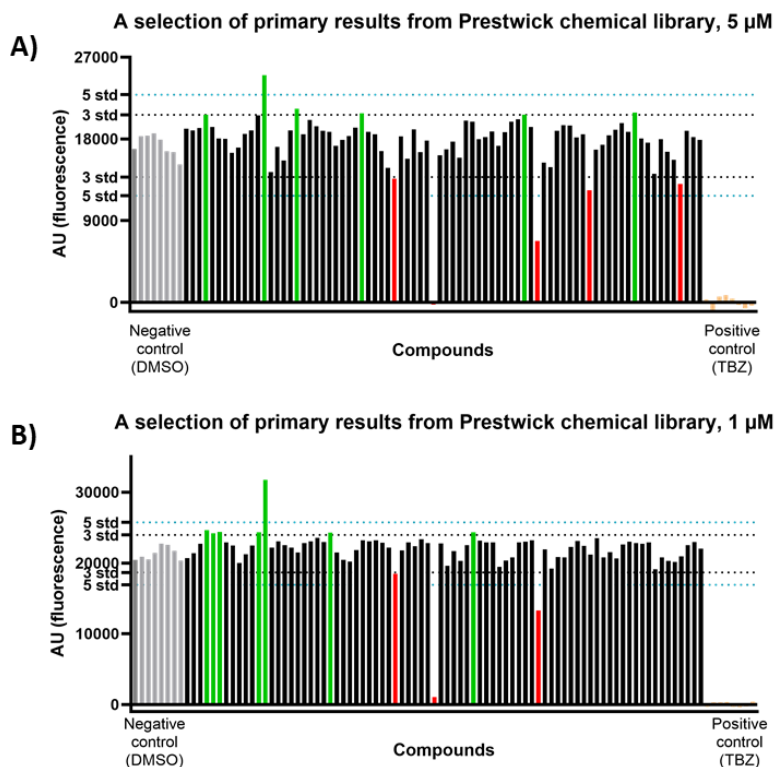 A)
A selection of primary results from Prestwick chemical library, 5 µM
27000
5 std
3 std
18000
3 std
5 std
9000
0
AU (fluorescence)
Negative
control
(DMSO)
Compounds
Positive
control
(TBZ)
B)
A selection of primary results from Prestwick chemical library, 1 µM
30000
5 std
3 std
20000
3 std
5 std
10000
0
AU (fluorescence)
Negative
control
(DMSO)
Compounds
Positive
control
(TBZ)